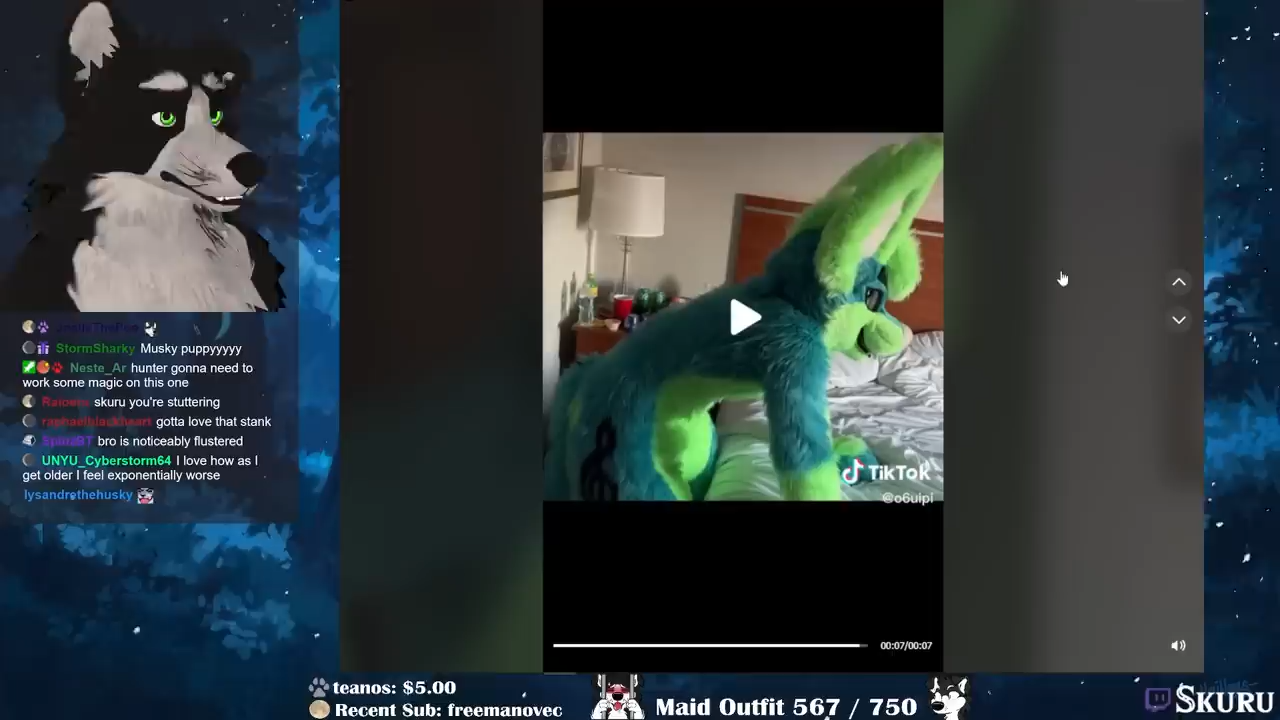 StormSharky Musky puppyyyyy
Neste_Ar hunter gonna need to
work some magic on this one
Raioera skuru you're stuttering
raphaelblackheart gotta love that stank
bro is noticeably flustered
UNYU_Cyberstorm64 I love how as I
get older I feel exponentially worse
lysandrethehusky
TikTok
@o6uipi
00:07/00:07
teanos: $5.00
Recent Sub: freemanovec
Maid Outfit 567 / 750
SKURU